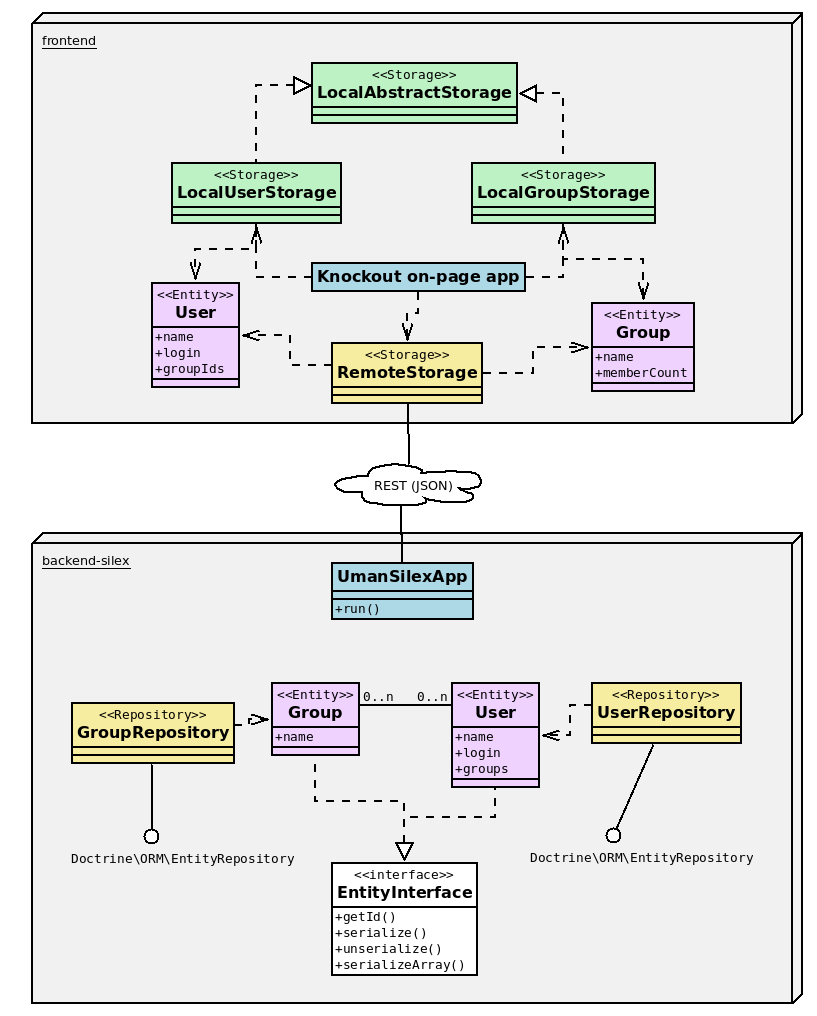 frontend
<<Storage>>
LocalAbstractStorage
<<Storage>>
LocalUserStorage
<<Storage>>
LocalGroupStorage
Knockout on-page app
<<Entity>>
User
+name
+login
+groupIds
<<Storage>>
RemoteStorage
<<Entity>>
Group
+name
+memberCount
REST (JSON)
backend-silex
UmanSilexApp
+run()
<<Repository>>
GroupRepository
<<Entity>>
Group
+name
0..n 0..n
<<Entity>>
User
+name
+login
+groups
<<Repository>>
UserRepository
Doctrine\ORM\EntityRepository
Doctrine\ORM\EntityRepository
<<interface>>
EntityInterface
+getId()
+serialize()
+unserialize()
+serializeArray()